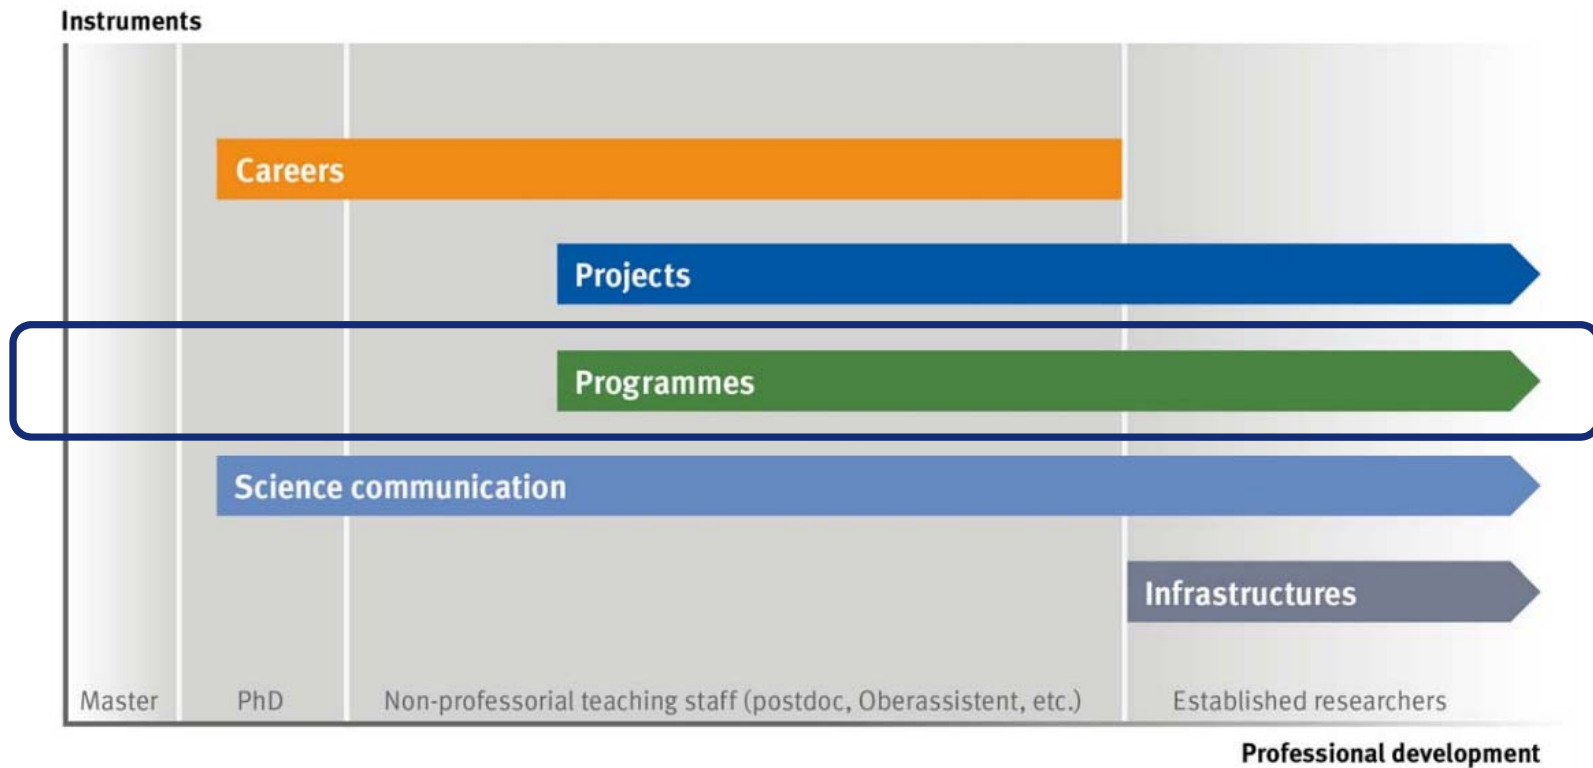 Instruments
Careers
Projects
Programmes
Science communication
Infrastructures
Master PhD Non-professorial teaching staff (postdoc, Oberassistent, etc.) Established researchers
Professional development